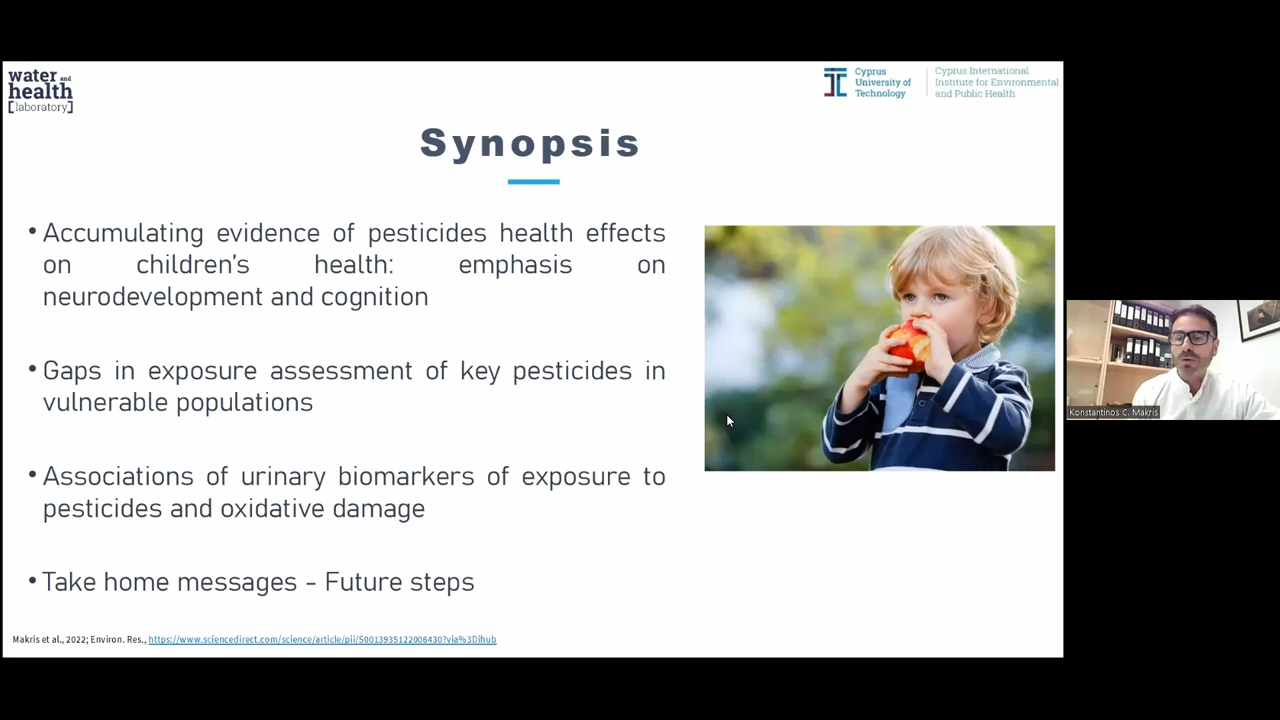 water and
health
[laboratory]
Cyprus
University of
Technology
Cyprus International
Institute for Environmental
and Public Health
Synopsis
• Accumulating evidence of pesticides health effects
on children's health: emphasis on
neurodevelopment and cognition
• Gaps in exposure assessment of key pesticides in
vulnerable populations
• Associations of urinary biomarkers of exposure to
pesticides and oxidative damage
• Take home messages - Future steps
Makris et al., 2022; Environ. Res., https://www.sciencedirect.com/science/article/pii/S0013935122006430?via%3Dihub
Konstantinos C. Makris